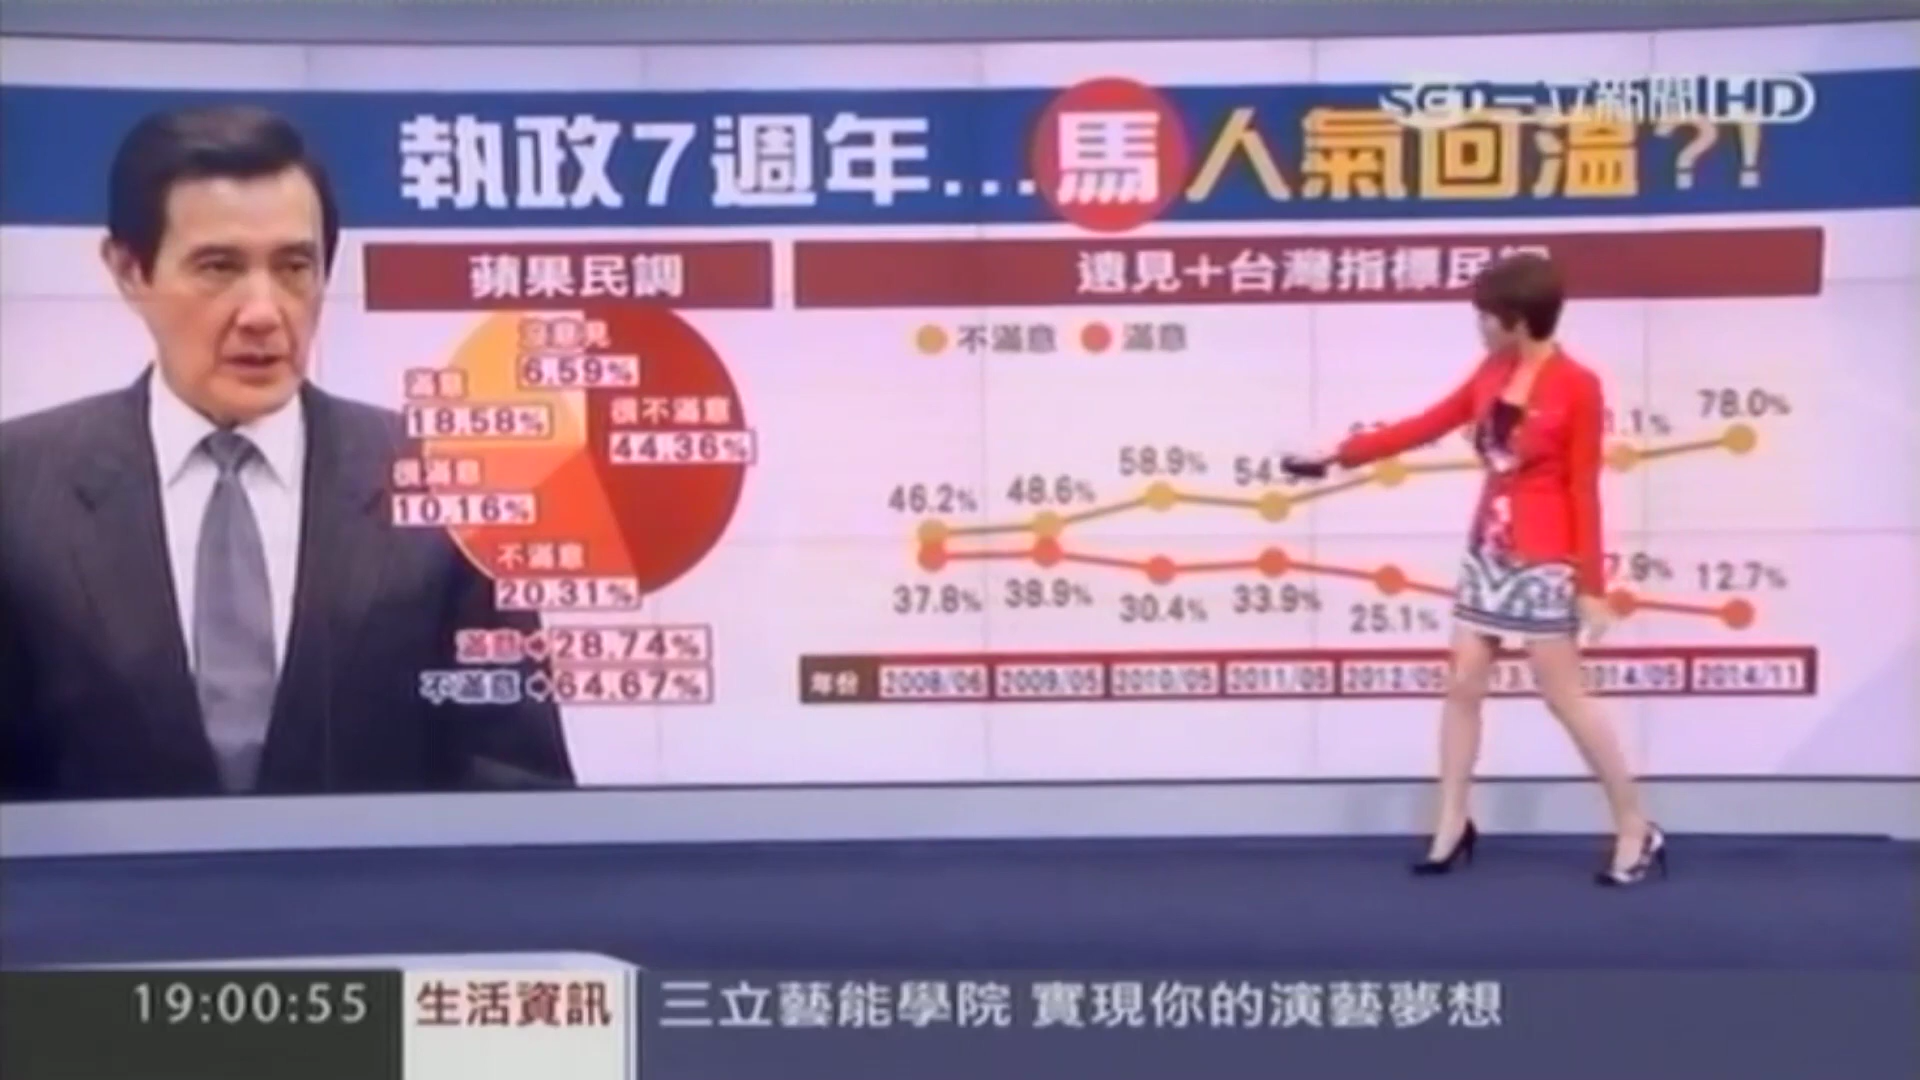 SET 三立新聞HD
執政7週年...馬人氣回溫?!
蘋果民調
遠見+台灣指標民調
沒意見
6.59%
滿意
18.58%
很不滿意
44.36%
很滿意
10.16%
不滿意
20.31%
滿意
28.74%
不滿意
64.67%
不滿意 滿意
46.2% 48.6% 58.9% 78.0%
37.8% 38.9% 30.4% 33.9% 25.1% 12.7%
年份 2008/06 2009/05 2010/05 2011/05 2012/05 2014/11
19:00:55 生活資訊 三立藝能學院 實現你的演藝夢想